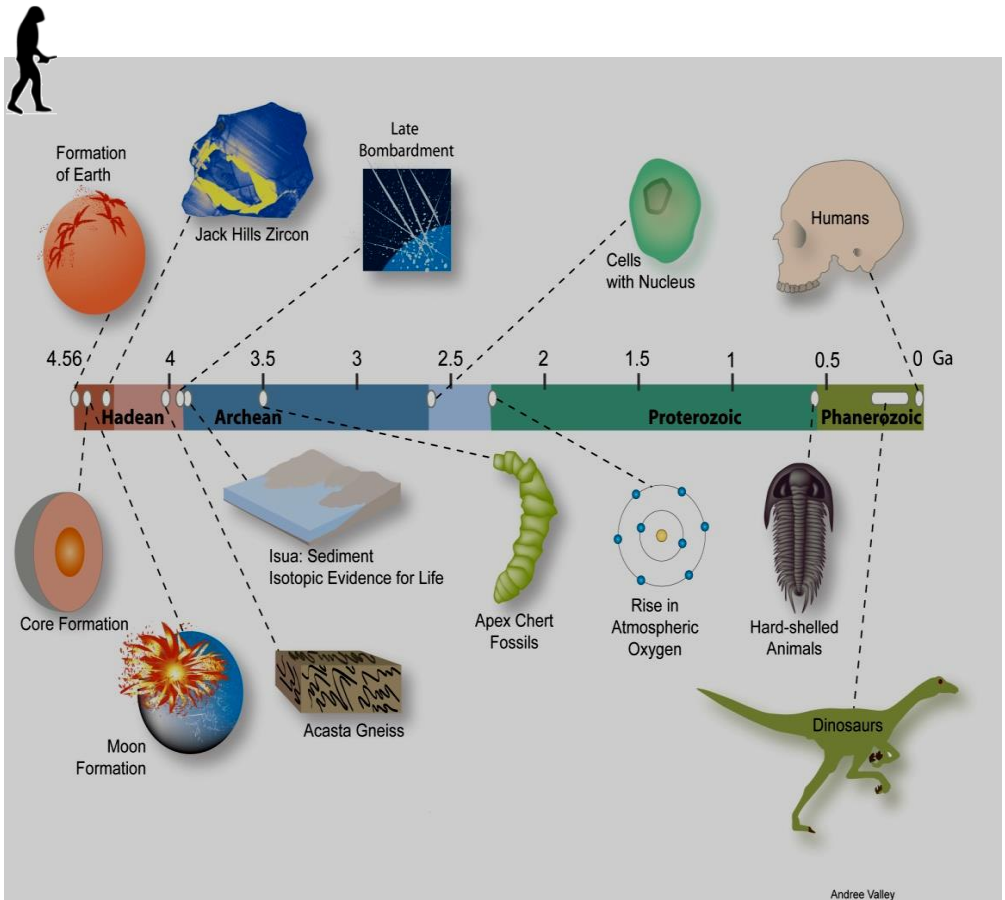 Formation
of Earth
Jack Hills Zircon
Late
Bombardment
Cells
with Nucleus
Humans
4.56 4 3.5 3 2.5 2 1.5 1 0.5 0 Ga
Hadean Archean Proterozoic Phanerozoic
Core Formation
Moon
Formation
Isua: Sediment
Isotopic Evidence for Life
Acasta Gneiss
Apex Chert
Fossils
Rise in
Atmospheric
Oxygen
Hard-shelled
Animals
Dinosaurs
Andree Valley